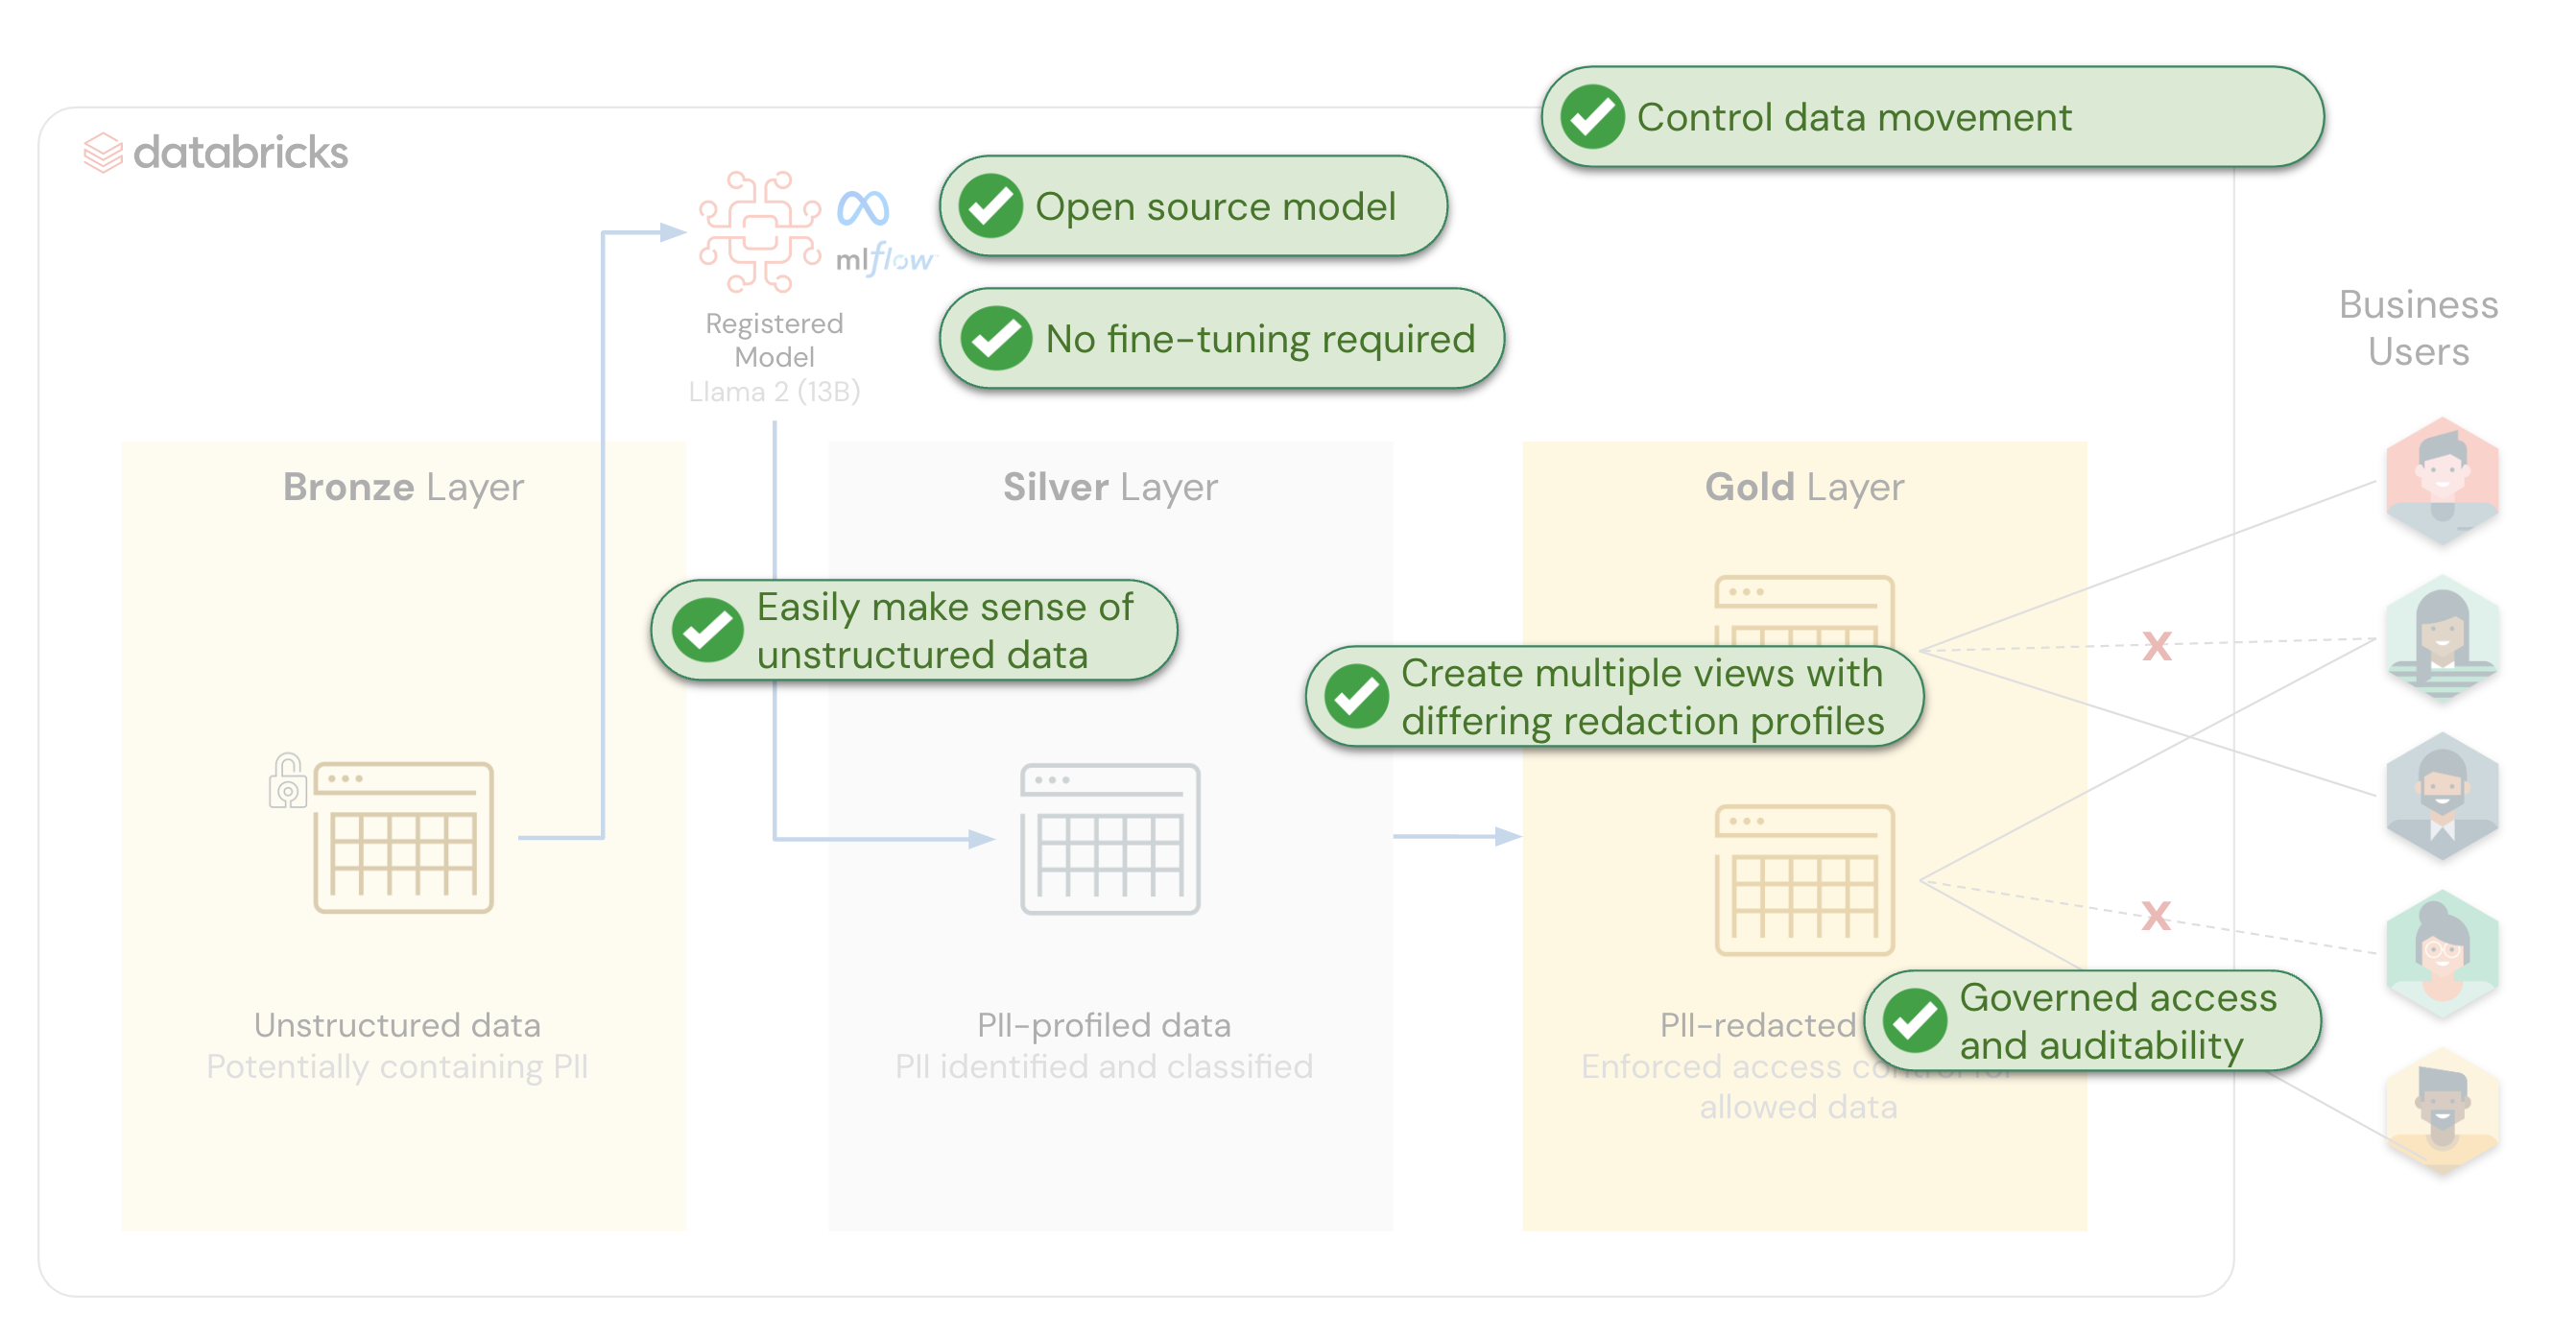 databricks
Control data movement
Open source model
mlflow
No fine-tuning required
Registered
Model
Llama 2 (13B)
Business
Users
Bronze Layer
Silver Layer
Gold Layer
Easily make sense of
unstructured data
Create multiple views with
differing redaction profiles
x
x
Unstructured data
Potentially containing PII
PII-profiled data
PII identified and classified
PII-redacted
Enforced access control for
allowed data
Governed access
and auditability